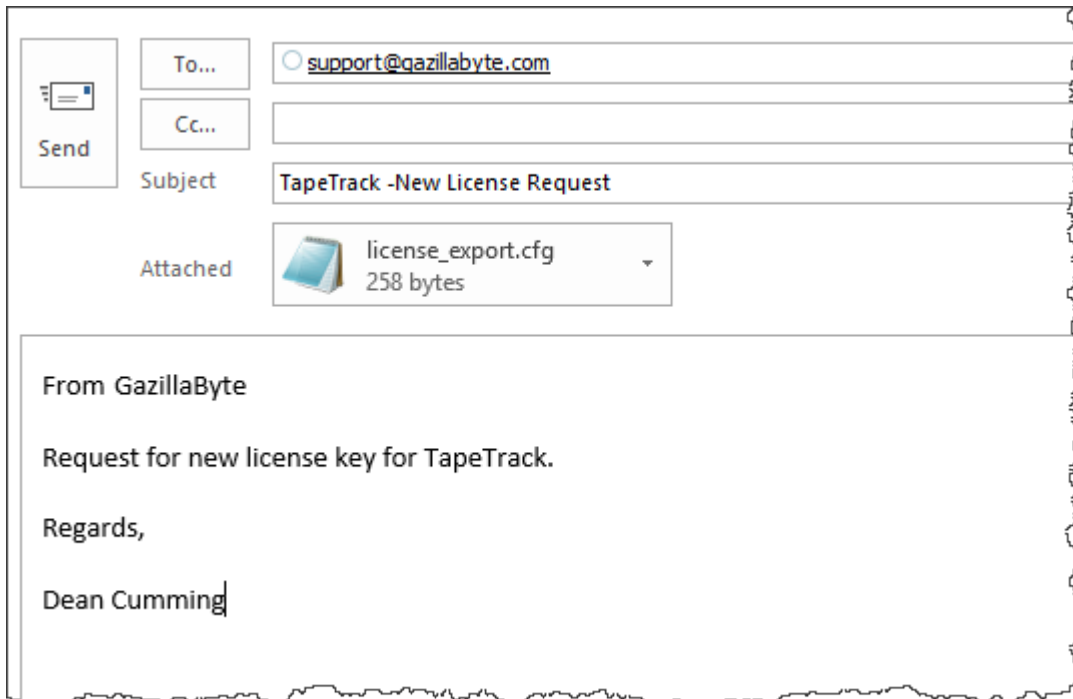 To...
support@gazillabyte.com
Cc...
Send
Subject
TapeTrack -New License Request
Attached
license_export.cfg
258 bytes
From GazillaByte
Request for new license key for TapeTrack.
Regards,
Dean Cumming